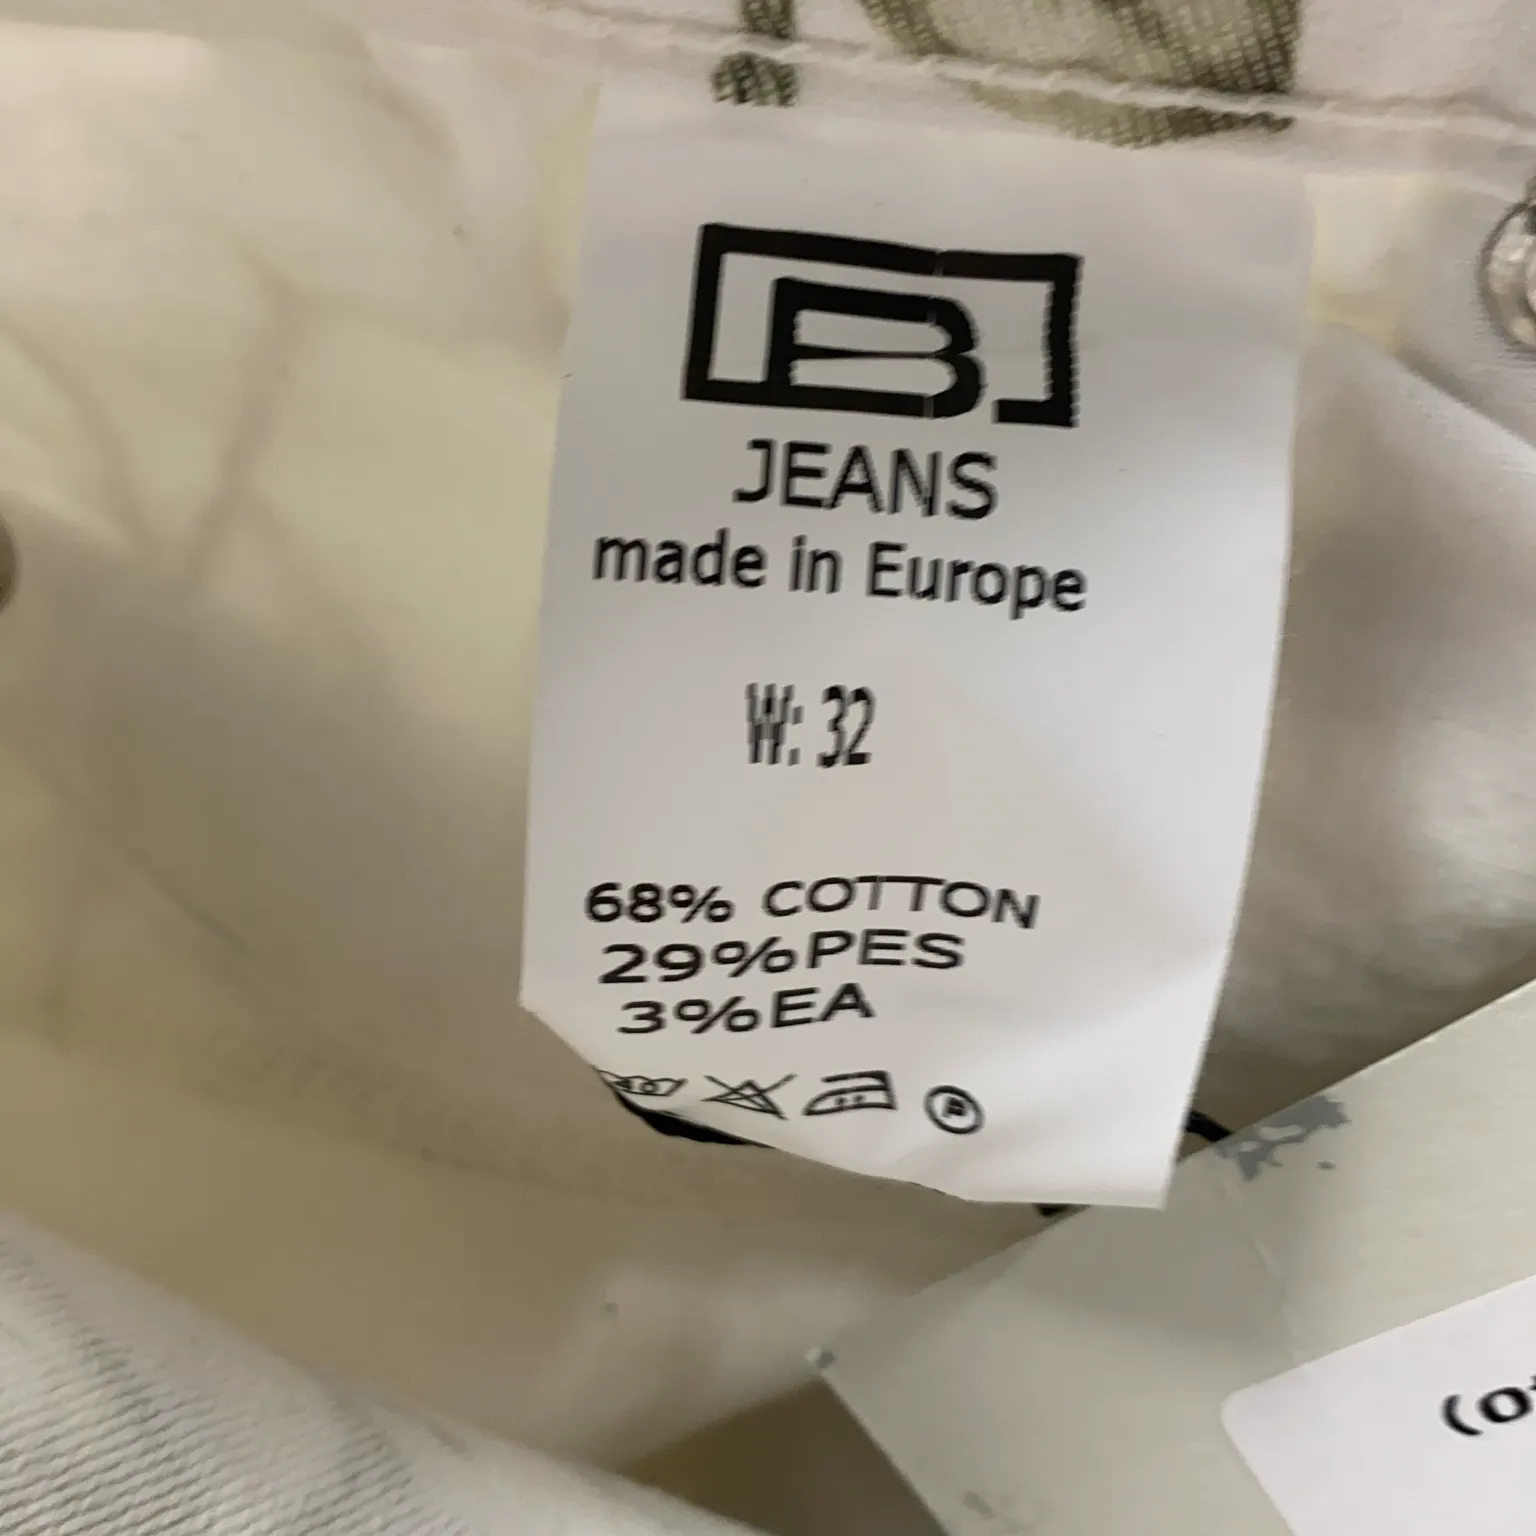 B
JEANS
made in Europe
W: 32
68% COTTON
29%PES
3%EA
P